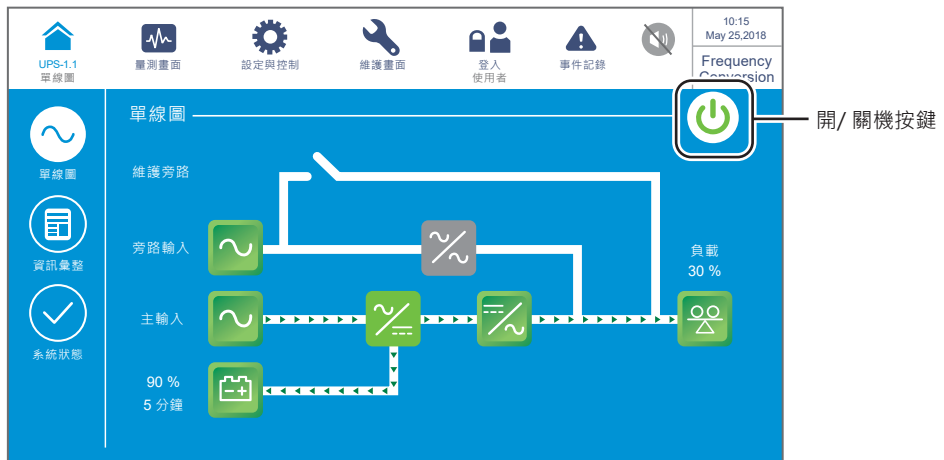 UPS-1.1
單線圖
量測畫面
設定與控制
維護畫面
登入
使用者
事件記錄
10:15
May 25,2018
Frequency
Conversion
單線圖
資訊彙整
系統狀態
單線圖
開/ 關機按鍵
維護旁路
旁路輸入
負載
30 %
主輸入
90 %
5 分鐘